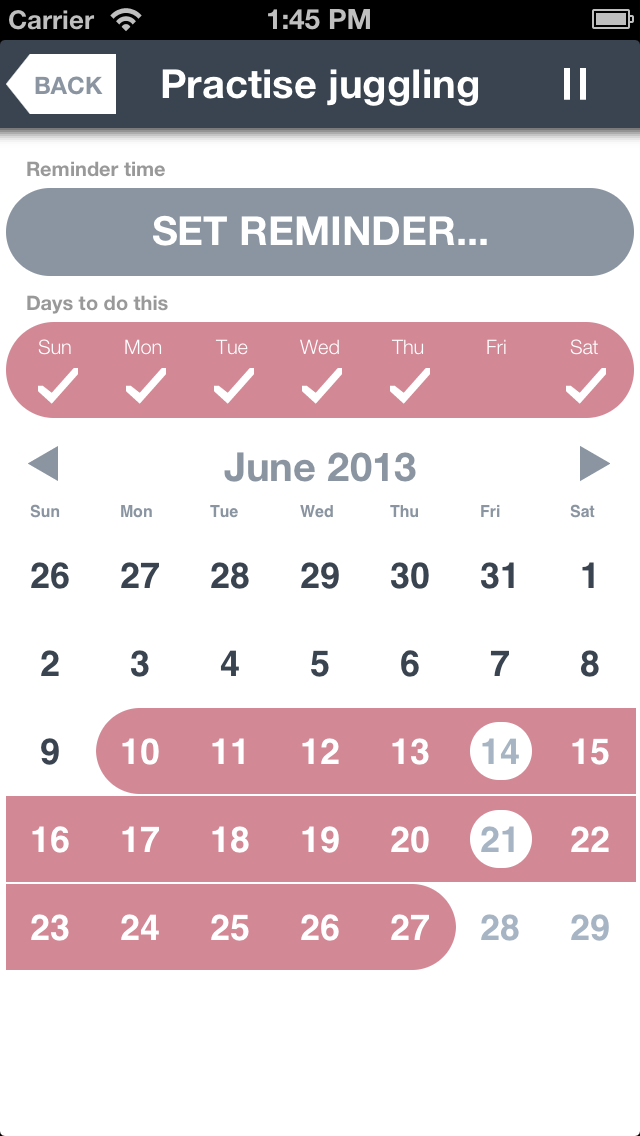 Carrier 1:45 PM
BACK Practise juggling
Reminder time
SET REMINDER...
Days to do this
Sun Mon Tue Wed Thu Fri Sat
June 2013
Sun Mon Tue Wed Thu Fri Sat
26 27 28 29 30 31 1
2 3 4 5 6 7 8
9 10 11 12 13 14 15
16 17 18 19 20 21 22
23 24 25 26 27 28 29